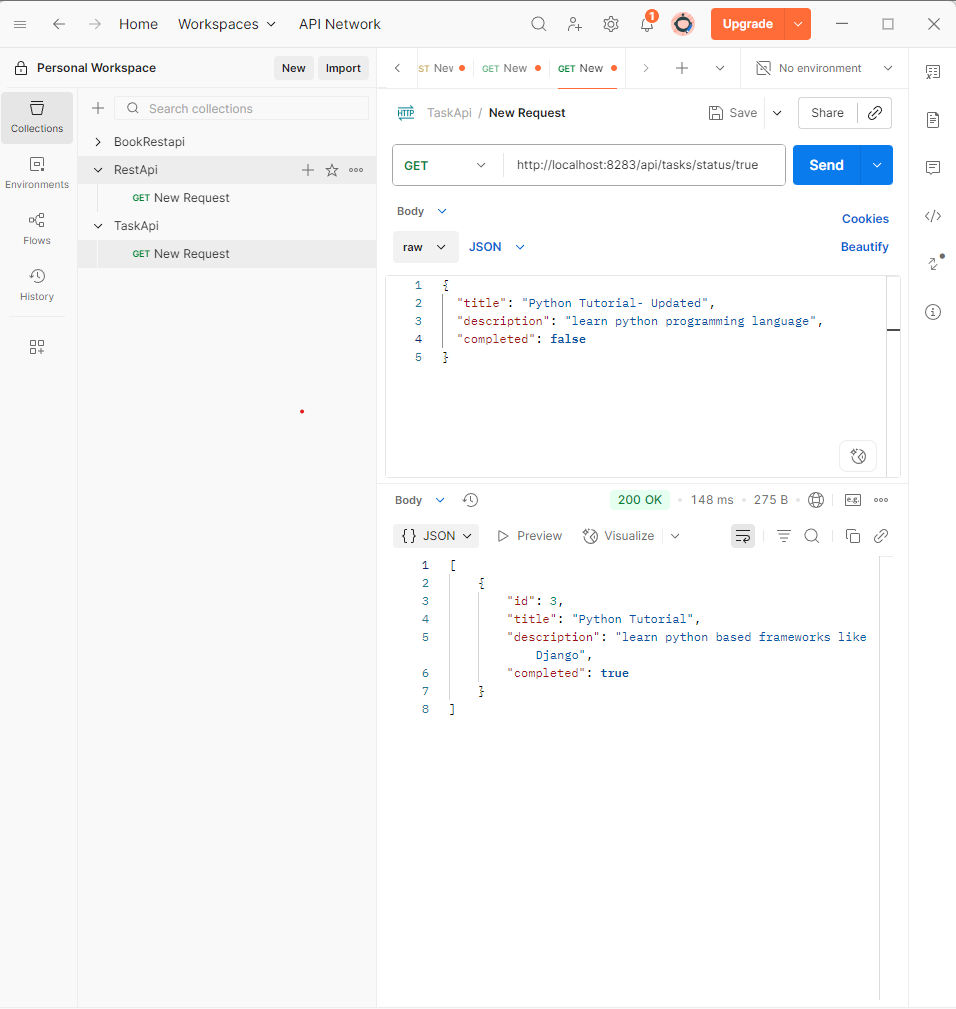 Home Workspaces API Network 1 Upgrade
Personal Workspace New Import ST New GET New GET New No environment
Collections
Search collections
BookRestapi
RestApi
GET New Request
TaskApi
GET New Request
Environments
Flows
History
HTTP TaskApi / New Request Save Share
GET http://localhost:8283/api/tasks/status/true Send
Body Cookies
raw JSON Beautify
1 {
2 "title": "Python Tutorial- Updated",
3 "description": "learn python programming language",
4 "completed": false
5 }
Body 200 OK 148 ms 275 B e.g.
{} JSON Preview Visualize
1 [
2 {
3 "id": 3,
4 "title": "Python Tutorial",
5 "description": "learn python based frameworks like
Django",
6 "completed": true
7 }
8 ]